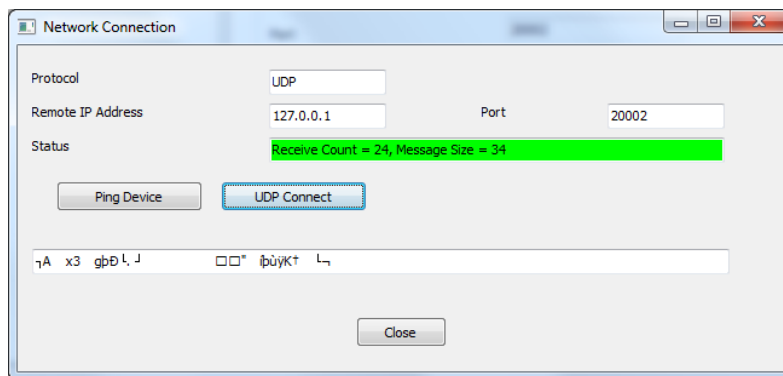 Network Connection
Protocol UDP
Remote IP Address 127.0.0.1 Port 20002
Status Receive Count = 24, Message Size = 34
Ping Device UDP Connect
Close